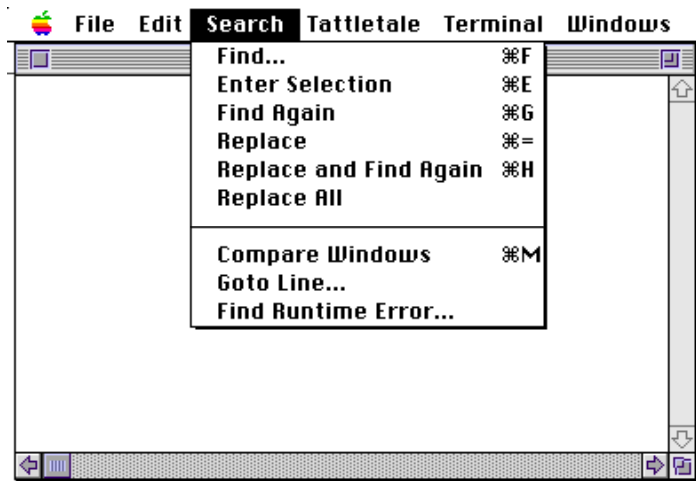 File Edit Search Tattletale Terminal Windows
Find... ⌘F
Enter Selection ⌘E
Find Again ⌘G
Replace ⌘=
Replace and Find Again ⌘H
Replace All
Compare Windows ⌘M
Goto Line...
Find Runtime Error...